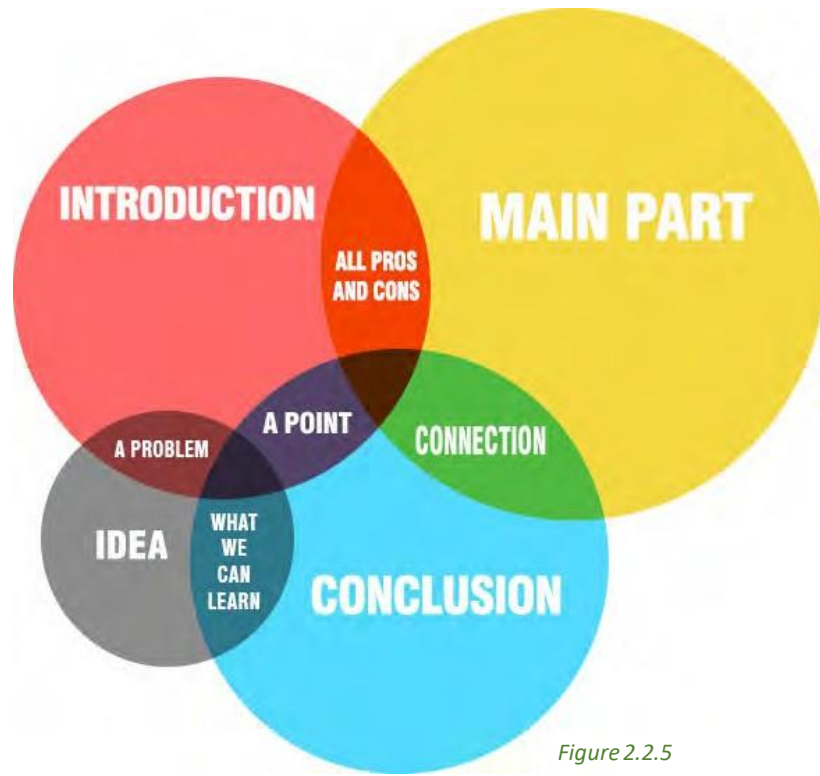 INTRODUCTION
MAIN PART
ALL PROS
AND CONS
A POINT
CONNECTION
A PROBLEM
IDEA
WHAT
WE
CAN
LEARN
CONCLUSION
Figure 2.2.5